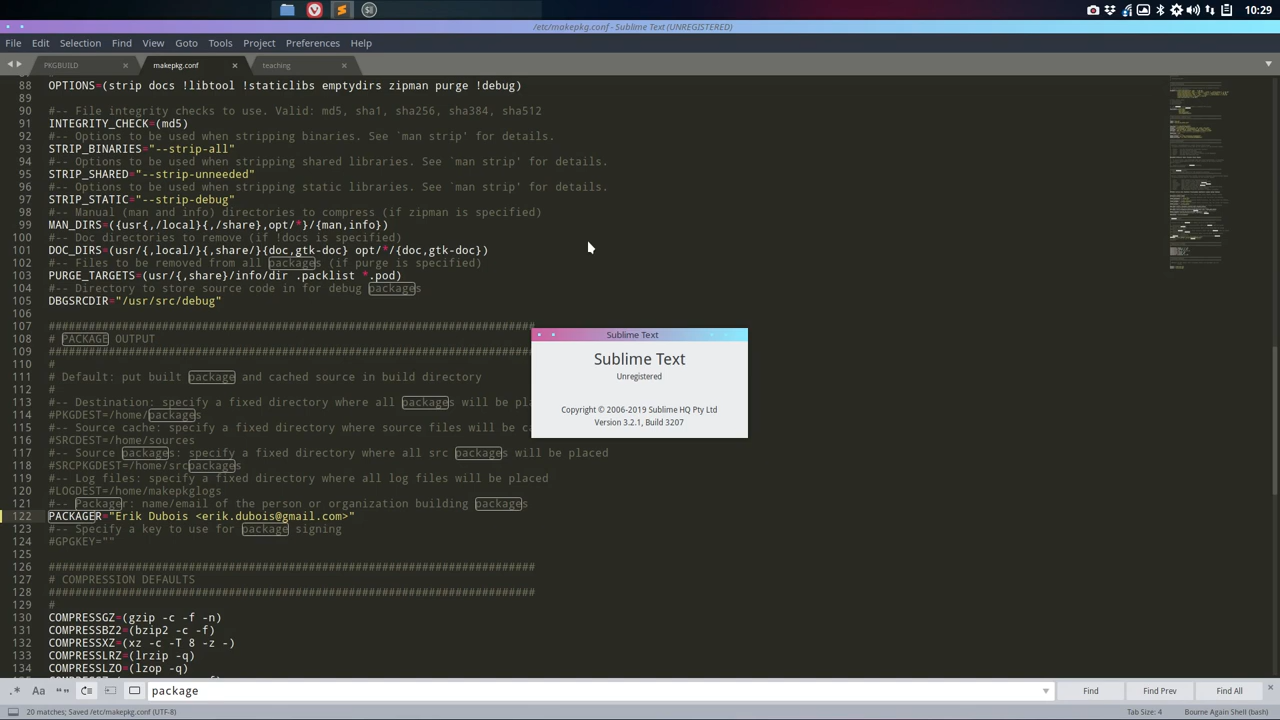 10:29
/etc/makepkg.conf - Sublime Text (UNREGISTERED)
File Edit Selection Find View Goto Tools Project Preferences Help
PKGBUILD makepkg.conf teaching
88 OPTIONS=(strip docs !libtool !staticlibs emptydirs zipman purge !debug)
89
90 #-- File integrity checks to use. Valid: md5, sha1, sha256, sha384, sha512
91 INTEGRITY_CHECK=(md5)
92 #-- Options to be used when stripping binaries. See `man strip' for details.
93 STRIP_BINARIES="--strip-all"
94 #-- Options to be used when stripping shared libraries. See `man strip' for details.
95 STRIP_SHARED="--strip-unneeded"
96 #-- Options to be used when stripping static libraries. See `man strip' for details.
97 STRIP_STATIC="--strip-debug"
98 #-- Manual (man and info) directories to compress (if zipman is specified)
99 MAN_DIRS=({usr{,/local}{,/share},opt/*}/{man,info})
100 #-- Doc directories to remove (if !docs is specified)
101 DOC_DIRS=(usr/{,local/}{,share/}{doc,gtk-doc} opt/*/{doc,gtk-doc})
102 #-- Files to be removed from all packages (if purge is specified)
103 PURGE_TARGETS=(usr/{,share}/info/dir .packlist *.pod)
104 #-- Directory to store source code in for debug packages
105 DBGSRCDIR="/usr/src/debug"
106
107 #########################################################################
108 # PACKAGE OUTPUT
109 #########################################################################
110 #
111 # Default: put built package and cached source in build directory
112 #
113 #-- Destination: specify a fixed directory where all packages will be pla
114 #PKGDEST=/home/packages
115 #-- Source cache: specify a fixed directory where source files will be ca
116 #SRCDEST=/home/sources
117 #-- Source packages: specify a fixed directory where all src packages will be placed
118 #SRCPKGDEST=/home/srcpackages
119 #-- Log files: specify a fixed directory where all log files will be placed
120 #LOGDEST=/home/makepkglogs
121 #-- Packager: name/email of the person or organization building packages
122 PACKAGER="Erik Dubois <erik.dubois@gmail.com>"
123 #-- Specify a key to use for package signing
124 #GPGKEY=""
125
126 #########################################################################
127 # COMPRESSION DEFAULTS
128 #########################################################################
129 #
130 COMPRESSGZ=(gzip -c -f -n)
131 COMPRESSBZ2=(bzip2 -c -f)
132 COMPRESSXZ=(xz -c -T 8 -z -)
133 COMPRESSLRZ=(lrzip -q)
134 COMPRESSLZO=(lzop -q)
Sublime Text
Sublime Text
Unregistered
Copyright © 2006-2019 Sublime HQ Pty Ltd
Version 3.2.1, Build 3207
.* Aa package Find Find Prev Find All
20 matches; Saved /etc/makepkg.conf (UTF-8) Tab Size: 4 Bourne Again Shell (bash)